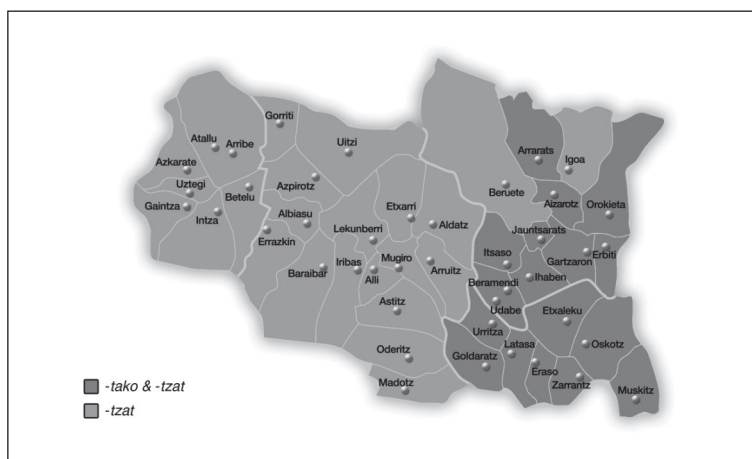 Gorriti
Uitzi
Atallu
Arribe
Ararats
Igoa
Azkarate
Uztegi
Betelu
Azpirotz
Beruete
Aizarotz
Gaintza
Intza
Albiasu
Etxarri
Orokieta
Errazkin
Lekunberri
Aldatz
Jauntsarats
Itsaso
Gartzaron
Erbiti
Baraibar
Iribas
Alli
Mugiro
Arruitz
Ihaben
Beramendi
Astitz
Udabe
Etxaleku
Urritza
Oderitz
Goldaratz
Latasa
Oskotz
Eraso
Zarrantz
Madotz
Muskitz
-tako & -tzat
-tzat